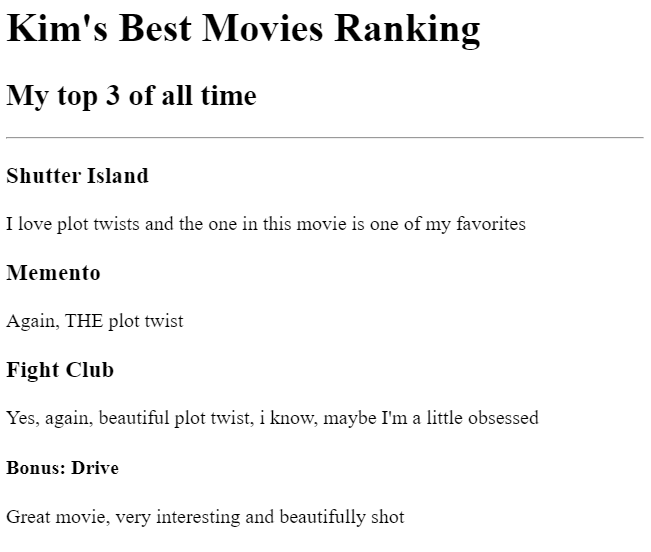 Kim's Best Movies Ranking
My top 3 of all time
Shutter Island
I love plot twists and the one in this movie is one of my favorites
Memento
Again, THE plot twist
Fight Club
Yes, again, beautiful plot twist, i know, maybe I'm a little obsessed
Bonus: Drive
Great movie, very interesting and beautifully shot